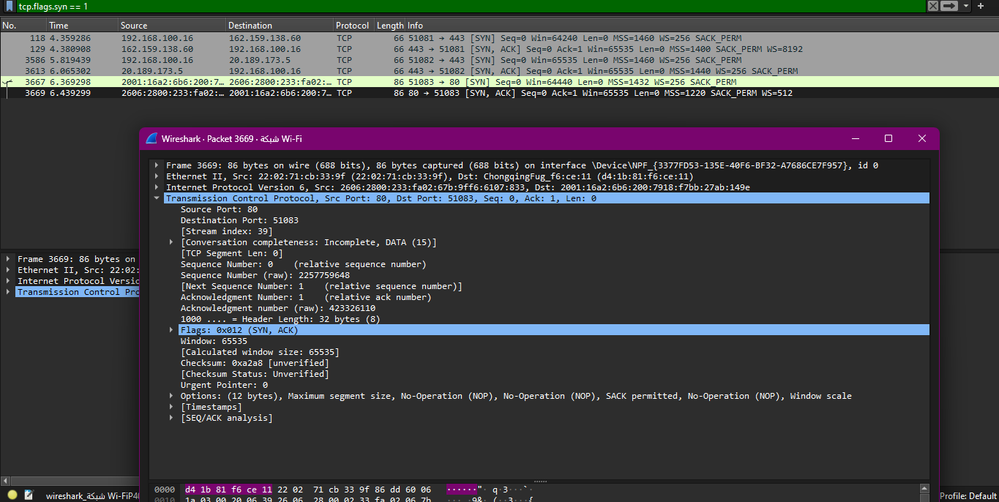 tcp.flags.syn == 1
No. Time Source Destination Protocol Length Info
118 4.359286 192.168.100.16 162.159.138.60 TCP 66 51081 → 443 [SYN] Seq=0 Win=64240 Len=0 MSS=1460 WS=256 SACK_PERM
129 4.380908 162.159.138.60 192.168.100.16 TCP 66 443 → 51081 [SYN, ACK] Seq=0 Ack=1 Win=65535 Len=0 MSS=1400 SACK_PERM WS=8192
3586 5.819439 192.168.100.16 20.189.173.5 TCP 66 51082 → 443 [SYN] Seq=0 Win=65535 Len=0 MSS=1460 WS=256 SACK_PERM
3613 6.065302 20.189.173.5 192.168.100.16 TCP 66 443 → 51082 [SYN, ACK] Seq=0 Ack=1 Win=65535 Len=0 MSS=1440 WS=256 SACK_PERM
3667 6.369298 2001:16a2:6b6:200:7… 2606:2800:233:fa02:… TCP 86 51083 → 80 [SYN] Seq=0 Win=64440 Len=0 MSS=1432 WS=256 SACK_PERM
3669 6.439299 2606:2800:233:fa02:… 2001:16a2:6b6:200:7… TCP 86 80 → 51083 [SYN, ACK] Seq=0 Ack=1 Win=65535 Len=0 MSS=1220 SACK_PERM WS=512
Wireshark · Packet 3669 · شبكة Wi-Fi
Frame 3669: 86 bytes on wire (688 bits), 86 bytes captured (688 bits) on interface \Device\NPF_{3377FD53-135E-40F6-BF32-A7686CE7F957}, id 0
Ethernet II, Src: 22:02:71:cb:33:9f (22:02:71:cb:33:9f), Dst: ChongqingFug_f6:ce:11 (d4:1b:81:f6:ce:11)
Internet Protocol Version 6, Src: 2606:2800:233:fa02:67b:9ff6:6107:833, Dst: 2001:16a2:6b6:200:7918:f7bb:27ab:149e
Transmission Control Protocol, Src Port: 80, Dst Port: 51083, Seq: 0, Ack: 1, Len: 0
Source Port: 80
Destination Port: 51083
[Stream index: 39]
[Conversation completeness: Incomplete, DATA (15)]
[TCP Segment Len: 0]
Sequence Number: 0 (relative sequence number)
Sequence Number (raw): 2257759648
[Next Sequence Number: 1 (relative sequence number)]
Acknowledgment Number: 1 (relative ack number)
Acknowledgment number (raw): 423326110
1000 .... = Header Length: 32 bytes (8)
Flags: 0x012 (SYN, ACK)
Window: 65535
[Calculated window size: 65535]
Checksum: 0xa2a8 [unverified]
[Checksum Status: Unverified]
Urgent Pointer: 0
Options: (12 bytes), Maximum segment size, No-Operation (NOP), No-Operation (NOP), SACK permitted, No-Operation (NOP), Window scale
[Timestamps]
[SEQ/ACK analysis]
Frame 3669: 86 bytes on
Ethernet II, Src: 22:02:
Internet Protocol Versio
Transmission Control Pro
0000 d4 1b 81 f6 ce 11 22 02 71 cb 33 9f 86 dd 60 06 ······"· q·3···`·
0010 1a 03 00 20 06 39 26 06 28 00 02 33 fa 02 06 7b
wireshark_شبكة Wi-FiP4
Profile: Default